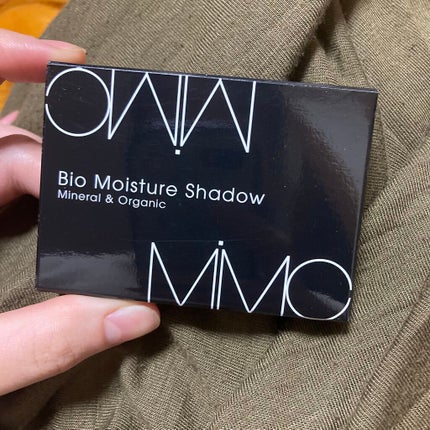 MiMC
Bio Moisture Shadow
Mineral & Organic
MiMC